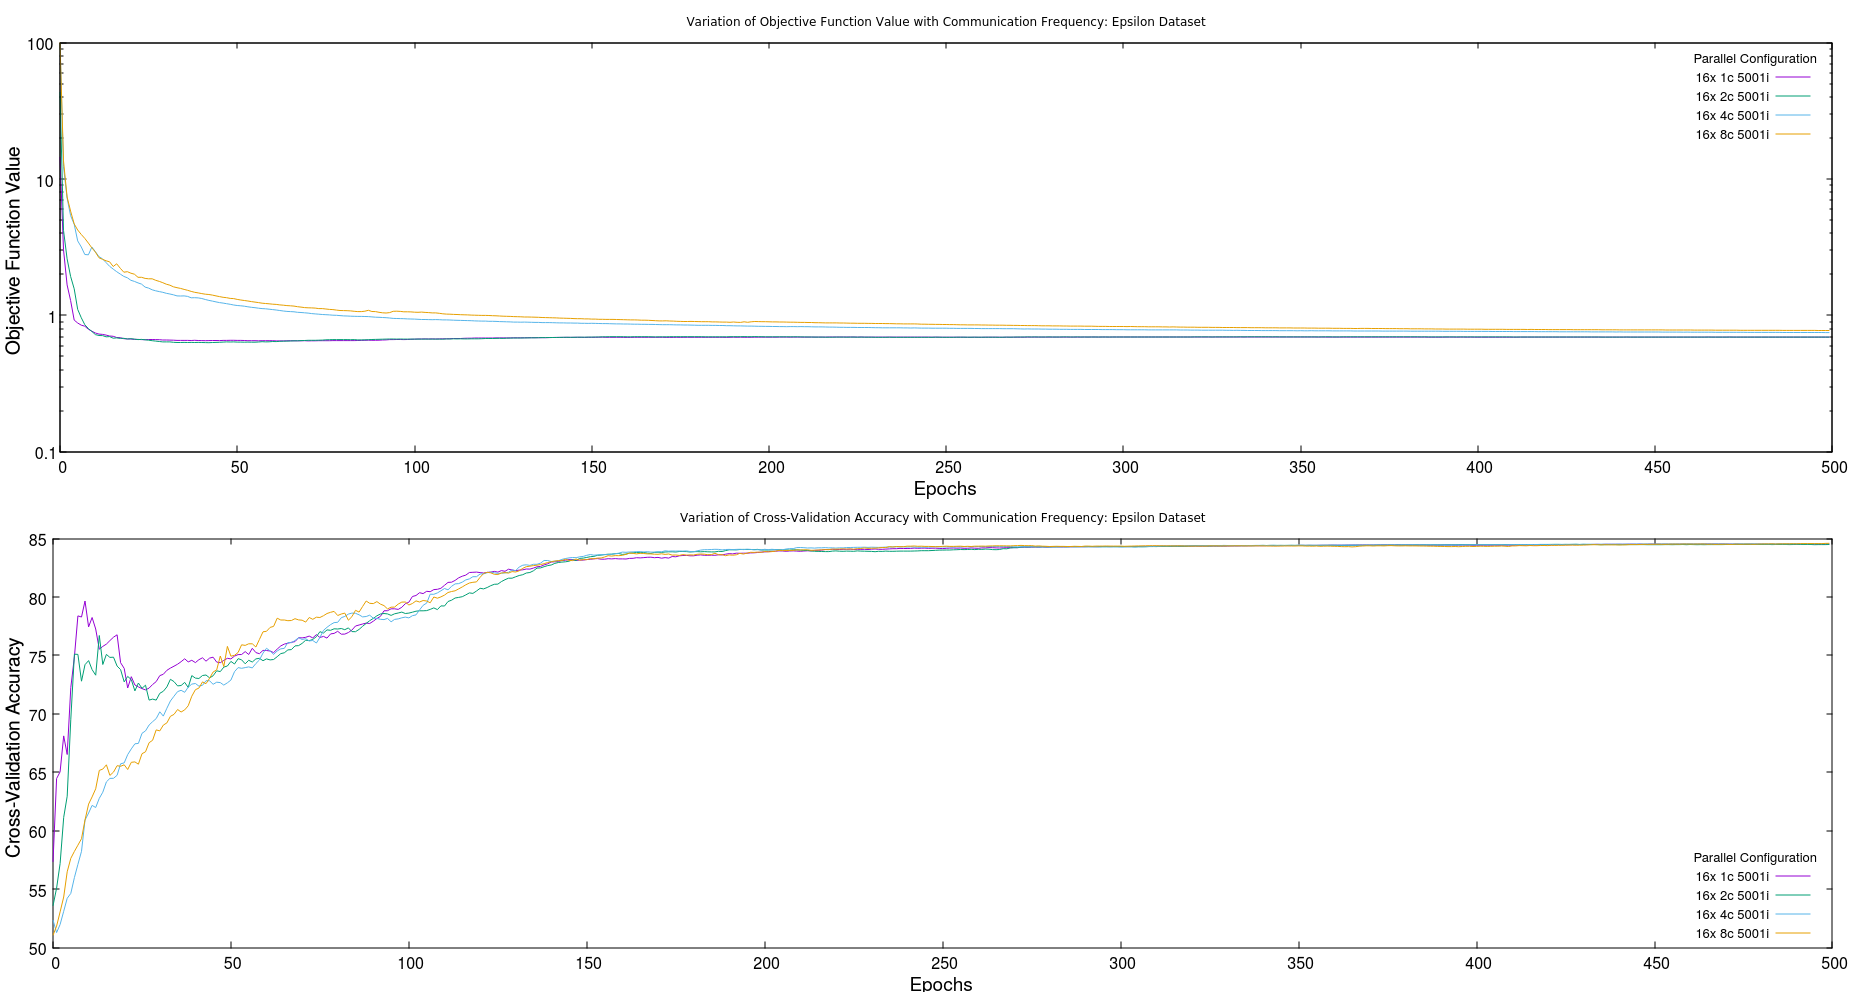 Variation of Objective Function Value with Communication Frequency: Epsilon Dataset
100
10
1
0.1
Objective Function Value
Parallel Configuration
16x 1c 5001i
16x 2c 5001i
16x 4c 5001i
16x 8c 5001i
0 50 100 150 200 250 300 350 400 450 500
Epochs
Variation of Cross-Validation Accuracy with Communication Frequency: Epsilon Dataset
85
80
75
70
65
60
55
50
Cross-Validation Accuracy
Parallel Configuration
16x 1c 5001i
16x 2c 5001i
16x 4c 5001i
16x 8c 5001i
0 50 100 150 200 250 300 350 400 450 500
Epochs